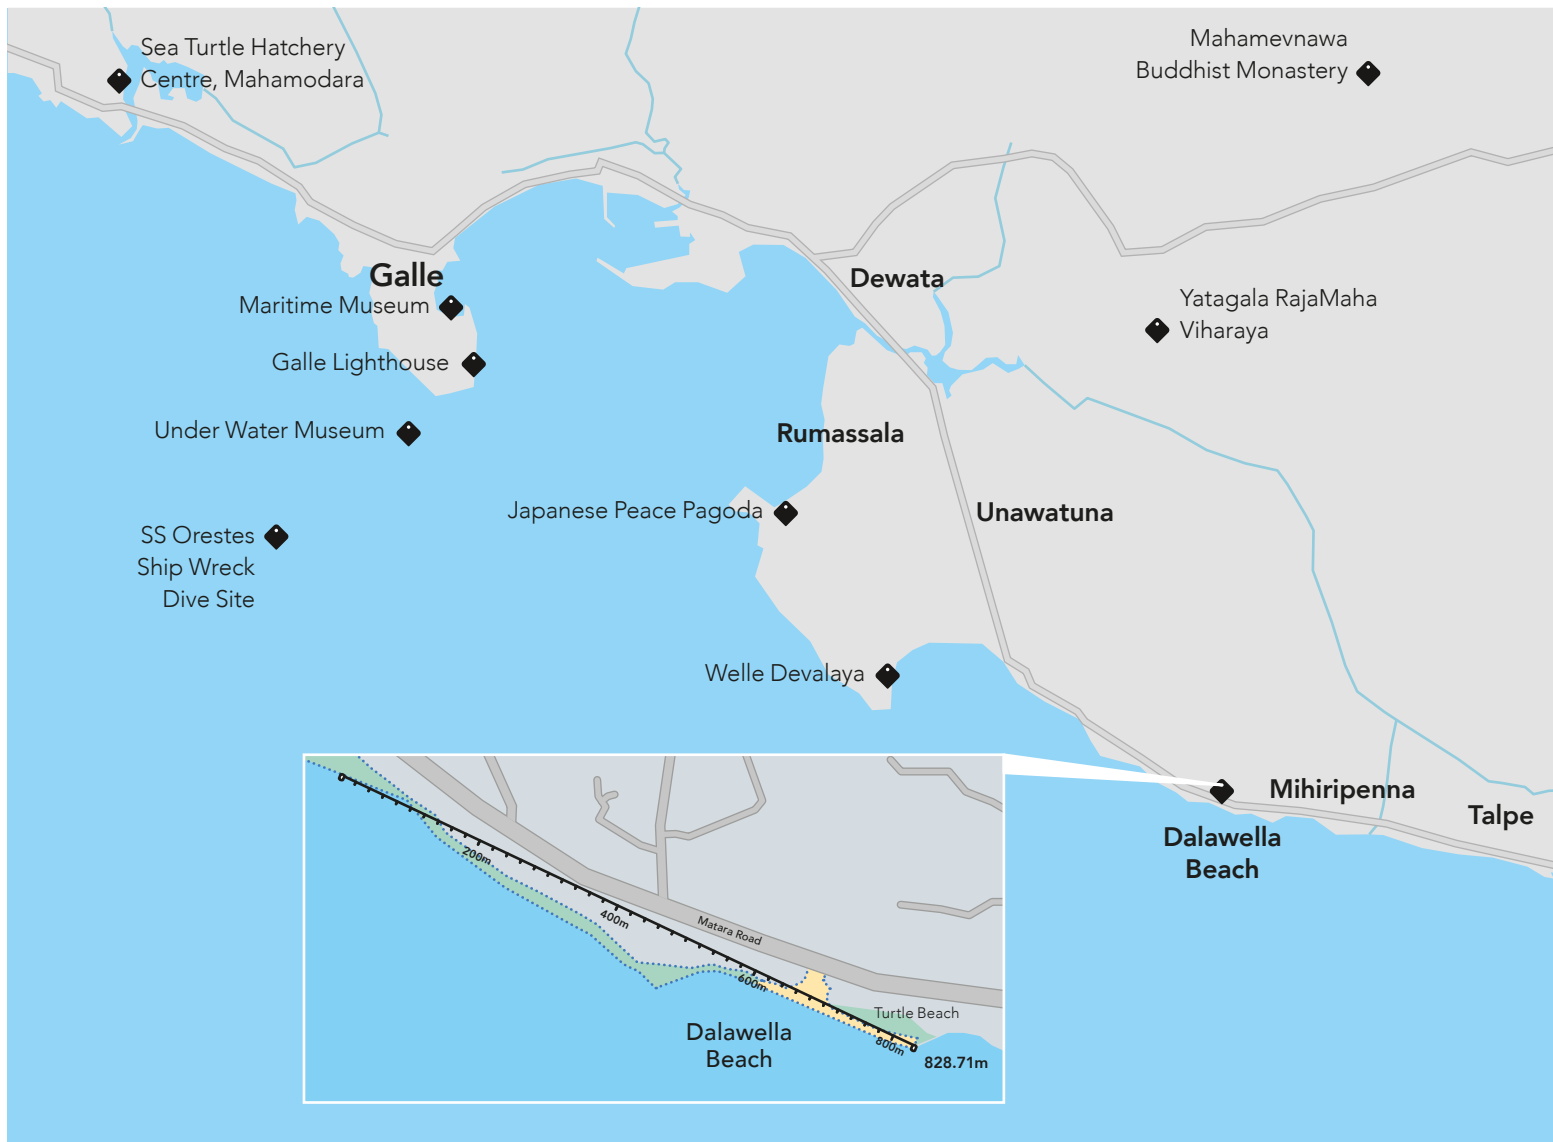 Sea Turtle Hatchery
Centre, Mahamodara
Mahamevnawa
Buddhist Monastery
Galle
Maritime Museum
Galle Lighthouse
Under Water Museum
SS Orestes
Ship Wreck
Dive Site
Dewata
Yatagala RajaMaha
Viharaya
Rumassala
Japanese Peace Pagoda
Unawatuna
Welle Devalaya
Mihiripenna
Talpe
Dalawella
Beach
200m
400m
Matara Road
600m
Turtle Beach
800m
828.71m
Dalawella
Beach